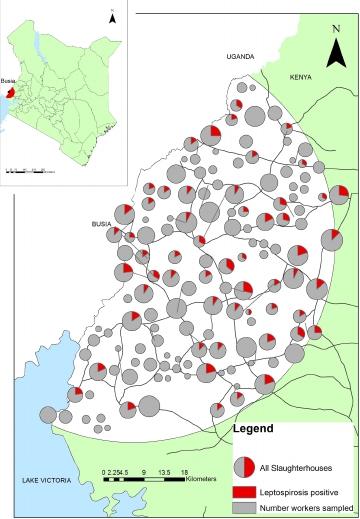 Busia
N
N
UGANDA
KENYA
BUSIA
LAKE VICTORIA
0 2.254.5 9 13.5 18
Kilometers
Legend
All Slaughterhouses
Leptospirosis positive
Number workers sampled